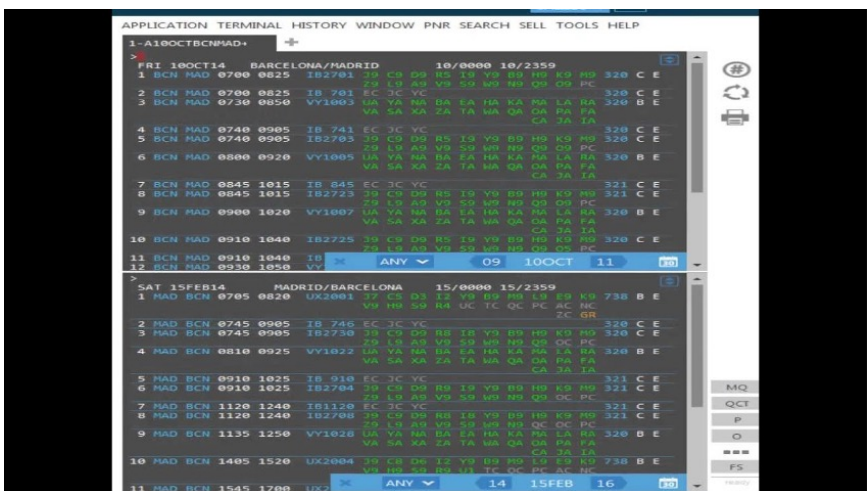 APPLICATION TERMINAL HISTORY WINDOW PNR SEARCH SELL TOOLS HELP
1-A10OCTBCNMAD→ +
>
FRI 10OCT14 BARCELONA/MADRID 10/0000 10/2359
1 BCN MAD 0700 0825 IB2701 J9 C9 D9 R5 I9 Y9 B9 H9 K9 M9 320 C E
Z9 L9 A9 V9 S9 W9 N9 Q9 O9 PC
2 BCN MAD 0700 0825 IB 701 EC JC YC 320 C E
3 BCN MAD 0730 0850 VY1003 UA YA NA BA EA HA KA MA LA RA 320 B E
VA SA XA ZA TA WA QA OA PA FA
CA JA IA
4 BCN MAD 0740 0905 IB 741 EC JC YC 320 C E
5 BCN MAD 0740 0905 IB2703 J9 C9 D9 R5 I9 Y9 B9 H9 K9 M9 320 C E
Z9 L9 A9 V9 S9 W9 N9 Q9 O9 PC
6 BCN MAD 0800 0920 VY1005 UA YA NA BA EA HA KA MA LA RA 320 B E
VA SA XA ZA TA WA QA OA PA FA
CA JA IA
7 BCN MAD 0845 1015 IB 845 EC JC YC 321 C E
8 BCN MAD 0845 1015 IB2723 J9 C9 D9 R5 I9 Y9 B9 H9 K9 M9 321 C E
Z9 L9 A9 V9 S9 W9 N9 Q9 O9 PC
9 BCN MAD 0900 1020 VY1007 UA YA NA BA EA HA KA MA LA RA 320 B E
VA SA XA ZA TA WA QA OA PA FA
CA JA IA
10 BCN MAD 0910 1040 IB2725 J9 C9 D9 R5 I9 Y9 B9 H9 K9 M9 320 C E
Z9 L9 A9 V9 S9 W9 N9 Q9 O5 PC
11 BCN MAD 0910 1040 IB
12 BCN MAD 0930 1050 VY
ANY 09 10OCT 11
>
SAT 15FEB14 MADRID/BARCELONA 15/0000 15/2359
1 MAD BCN 0705 0820 UX2001 J7 C5 D3 I2 Y9 B9 M9 L9 E9 K9 738 B E
V9 H9 S9 R4 UC TC QC PC AC NC
ZC GR
2 MAD BCN 0745 0905 IB 746 EC JC YC 320 C E
3 MAD BCN 0745 0905 IB2730 J9 C9 D9 R8 I8 Y9 B9 H9 K9 M9 320 C E
Z9 L9 A9 V9 S9 W9 N9 Q9 OC PC
4 MAD BCN 0810 0925 VY1022 UA YA NA BA EA HA KA MA LA RA 320 B E
VA SA XA ZA TA WA QA OA PA FA
CA JA IA
5 MAD BCN 0910 1025 IB 910 EC JC YC 321 C E
6 MAD BCN 0910 1025 IB2704 J9 C9 D9 R9 I9 Y9 B9 H9 K9 M9 321 C E
Z9 L9 A9 V9 S9 W9 N9 Q9 OC PC
7 MAD BCN 1120 1240 IB1120 EC JC YC 321 C E
8 MAD BCN 1120 1240 IB2708 J9 C9 D9 R8 I8 Y9 B9 H9 K9 M9 321 C E
Z9 L9 A9 V9 S9 W9 N9 QC OC PC
9 MAD BCN 1135 1250 VY1028 UA YA NA BA EA HA KA MA LA RA 320 B E
VA SA XA ZA TA WA QA OA PA FA
CA JA IA
10 MAD BCN 1405 1520 UX2004 J9 C8 D6 I2 Y9 B9 M9 L9 E9 K9 738 B E
V9 H9 S9 R9 U1 TC QC PC AC NC
11 MAD BCN 1545 1700 UX2
ANY 14 15FEB 16
MQ
QCT
P
O
FS